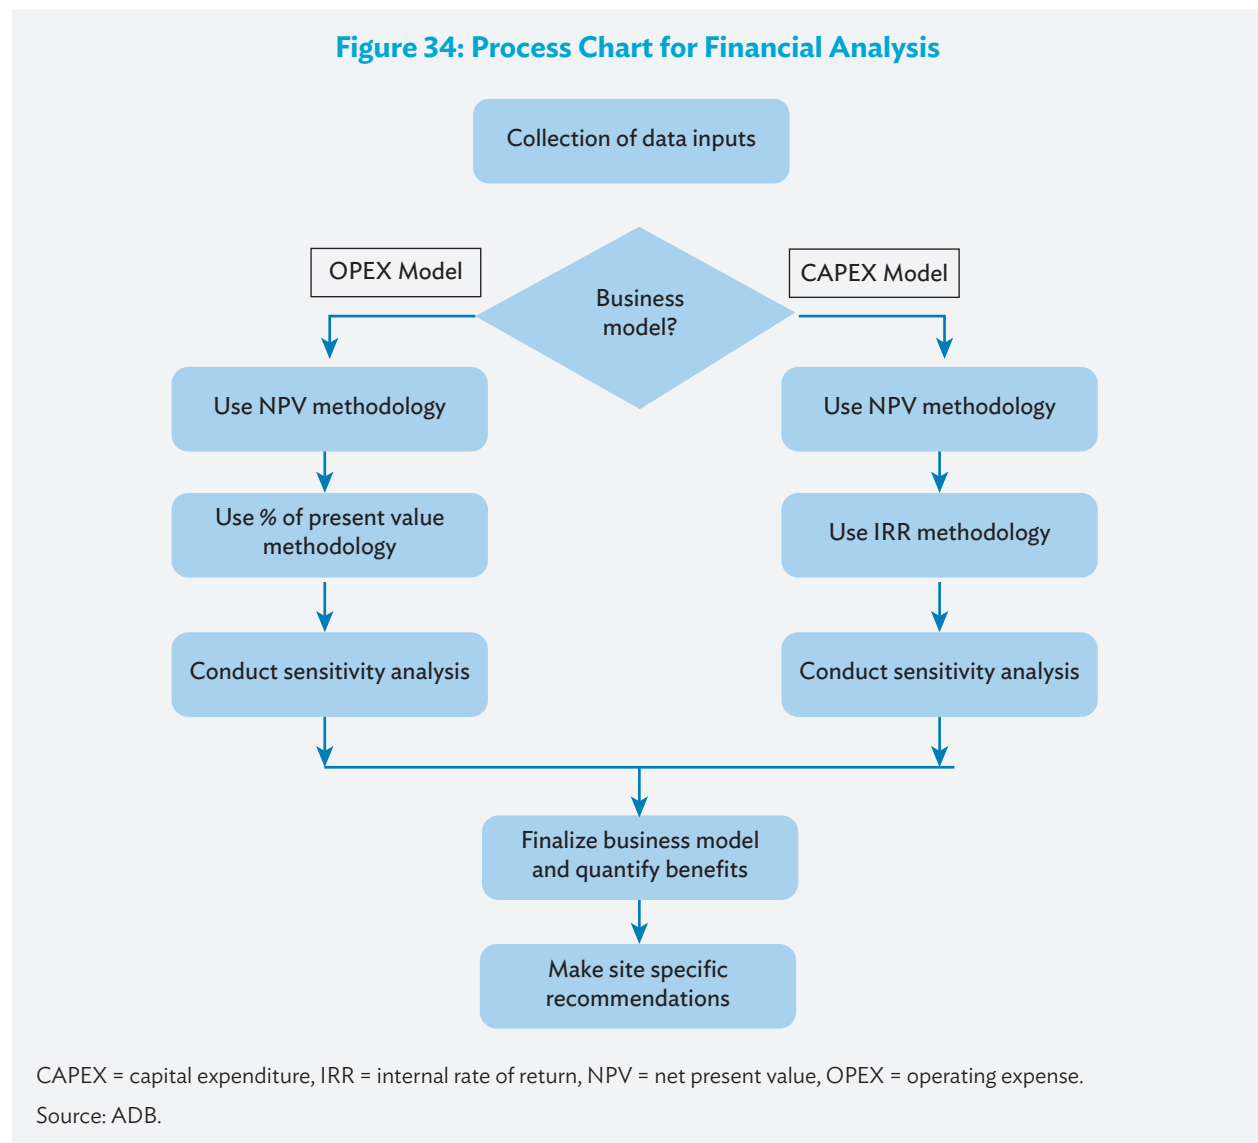 Figure 34: Process Chart for Financial Analysis
Collection of data inputs
OPEX Model
CAPEX Model
Business
model?
Use NPV methodology
Use NPV methodology
Use % of present value
methodology
Use IRR methodology
Conduct sensitivity analysis
Conduct sensitivity analysis
Finalize business model
and quantify benefits
Make site specific
recommendations
CAPEX = capital expenditure, IRR = internal rate of return, NPV = net present value, OPEX = operating expense.
Source: ADB.